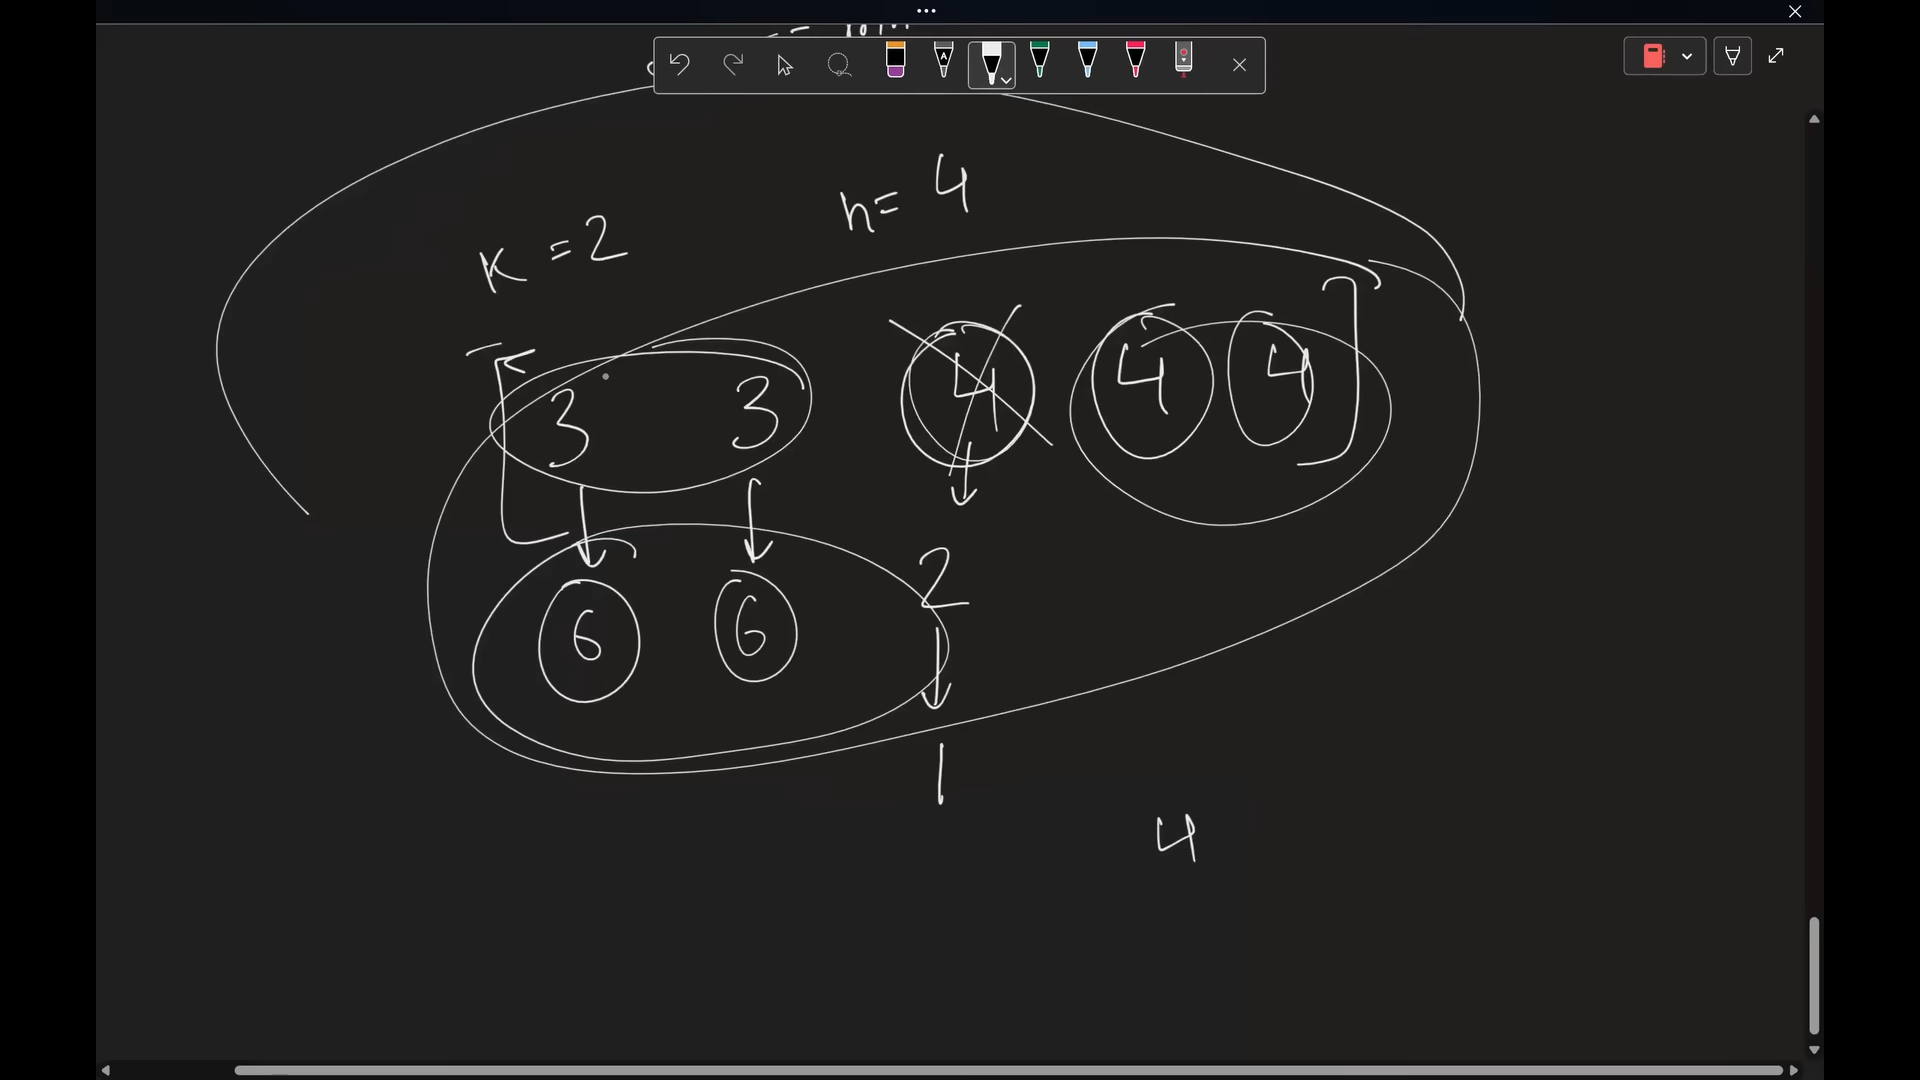 n = 4
K = 2
[ 3 3 4 4 4 ]
6 6 2
1
4